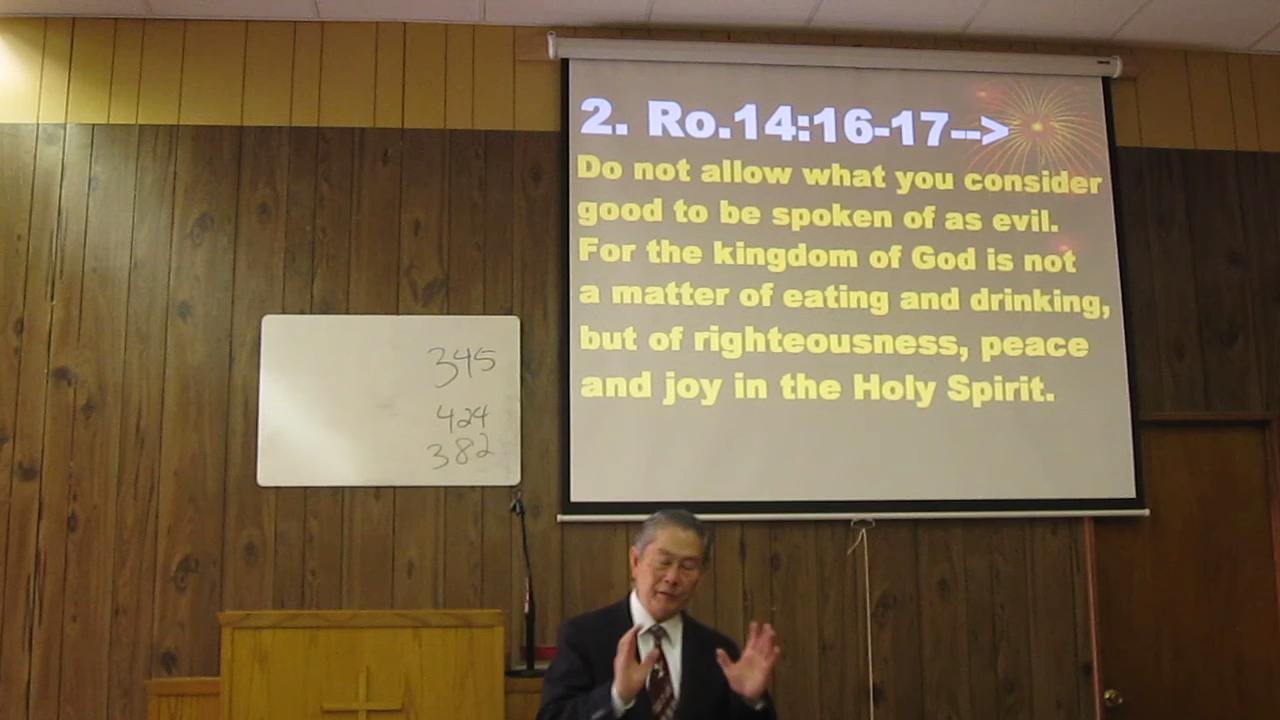 2. Ro.14:16-17-->
Do not allow what you consider
good to be spoken of as evil.
For the kingdom of God is not
a matter of eating and drinking,
but of righteousness, peace
and joy in the Holy Spirit.
345
424
382